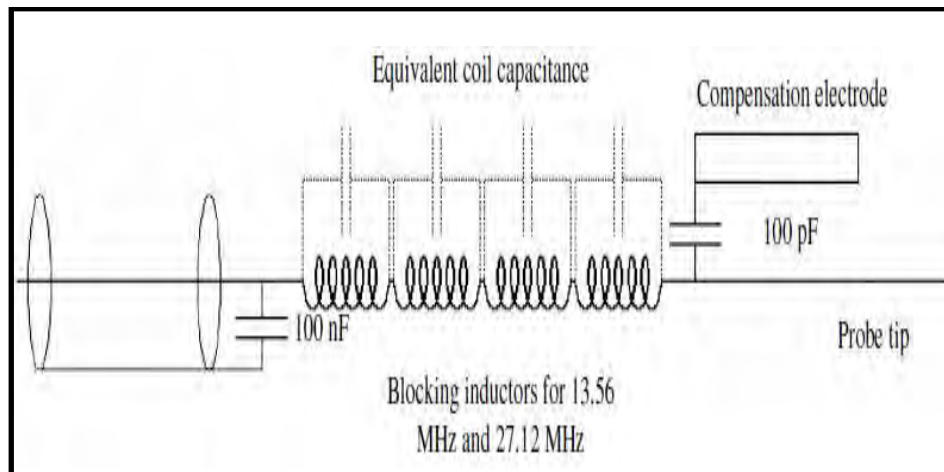 Equivalent coil capacitance
Compensation electrode
100 pF
100 nF
Probe tip
Blocking inductors for 13.56
MHz and 27.12 MHz